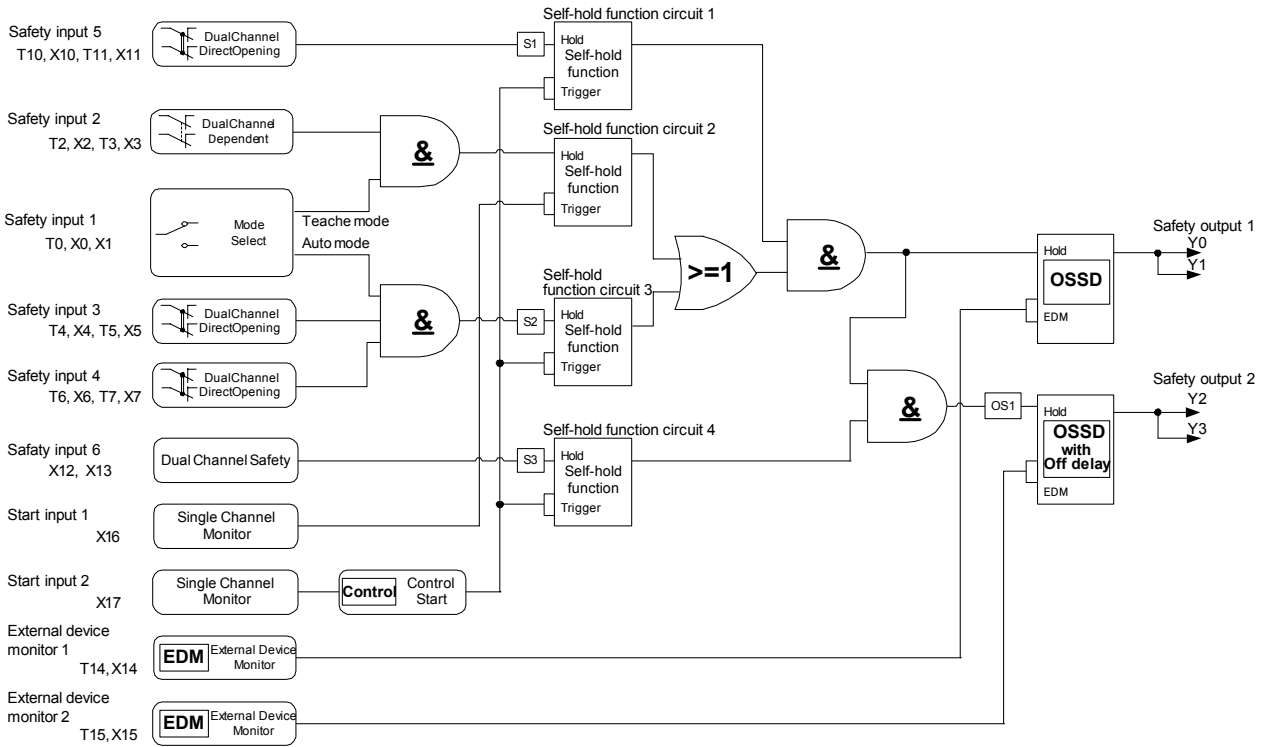 Self-hold function circuit 1
Safety input 5
T10, X10, T11, X11
DualChannel
DirectOpening
S1
Hold
Self-hold
function
Trigger
Safety input 2
T2, X2, T3, X3
DualChannel
Dependent
&
Self-hold function circuit 2
Hold
Self-hold
function
Trigger
Safety input 1
T0, X0, X1
Mode
Select
Teache mode
Auto mode
>=1
&
Safety output 1
Y0
Y1
Hold
OSSD
EDM
Self-hold
function circuit 3
Safety input 3
T4, X4, T5, X5
DualChannel
DirectOpening
&
S2
Hold
Self-hold
function
Trigger
Safety input 4
T6, X6, T7, X7
DualChannel
DirectOpening
&
OS1
Safety output 2
Y2
Y3
Hold
OSSD
with
Off delay
EDM
Self-hold function circuit 4
Safaty input 6
X12, X13
Dual Channel Safety
S3
Hold
Self-hold
function
Trigger
Start input 1
X16
Single Channel
Monitor
Start input 2
X17
Single Channel
Monitor
Control
Control
Start
External device
monitor 1
T14, X14
EDM
External Device
Monitor
External device
monitor 2
T15, X15
EDM
External Device
Monitor